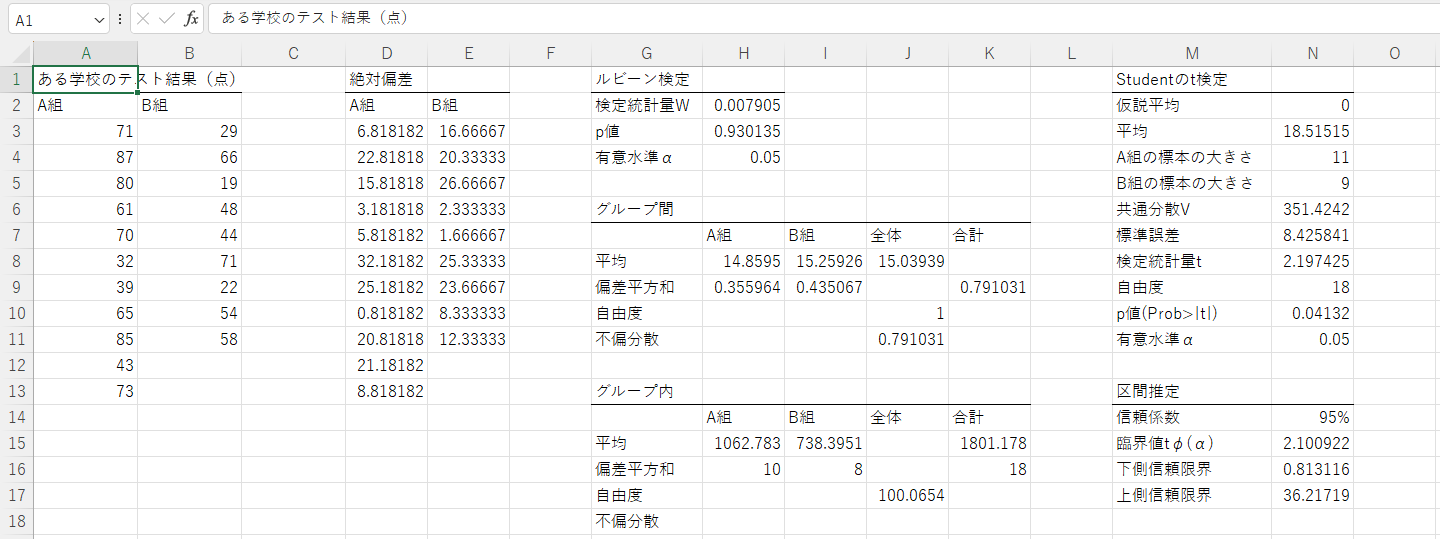 A1 fx ある学校のテスト結果（点）
A B C D E F G H I J K L M N O
1 ある学校のテスト結果（点） 絶対偏差 ルビーン検定 Studentのt検定
2 A組 B組 A組 B組 検定統計量W 0.007905 仮説平均 0
3 71 29 6.818182 16.66667 p値 0.930135 平均 18.51515
4 87 66 22.81818 20.33333 有意水準α 0.05 A組の標本の大きさ 11
5 80 19 15.81818 26.66667 B組の標本の大きさ 9
6 61 48 3.181818 2.333333 グループ間 共通分散V 351.4242
7 70 44 5.818182 1.666667 A組 B組 全体 合計 標準誤差 8.425841
8 32 71 32.18182 25.33333 平均 14.8595 15.25926 15.03939 検定統計量t 2.197425
9 39 22 25.18182 23.66667 偏差平方和 0.355964 0.435067 0.791031 自由度 18
10 65 54 0.818182 8.333333 自由度 1 p値(Prob>|t|) 0.04132
11 85 58 20.81818 12.33333 不偏分散 0.791031 有意水準α 0.05
12 43 21.18182
13 73 8.818182 グループ内 区間推定
14 A組 B組 全体 合計 信頼係数 95%
15 平均 1062.783 738.3951 1801.178 臨界値tφ(α) 2.100922
16 偏差平方和 10 8 18 下側信頼限界 0.813116
17 自由度 100.0654 上側信頼限界 36.21719
18 不偏分散